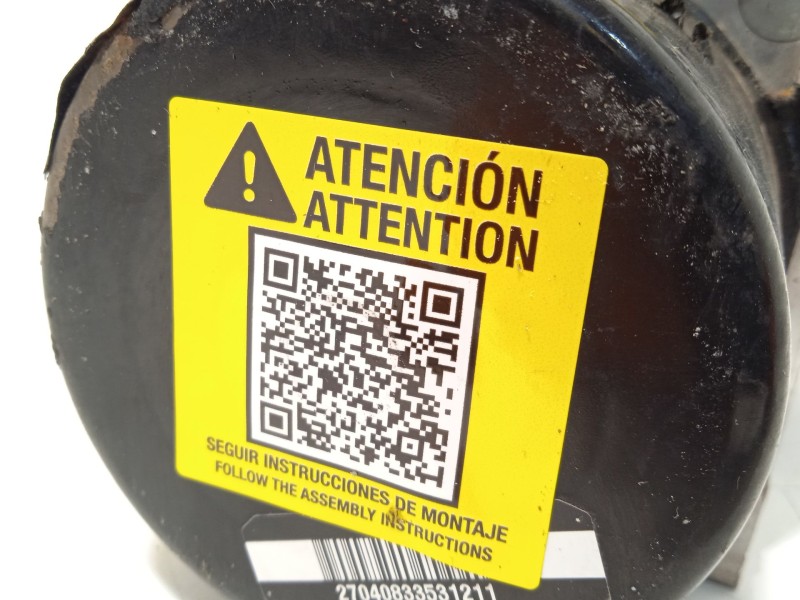 ATENCIÓN
ATTENTION
SEGUIR INSTRUCCIONES DE MONTAJE
FOLLOW THE ASSEMBLY INSTRUCTIONS
27040833531211